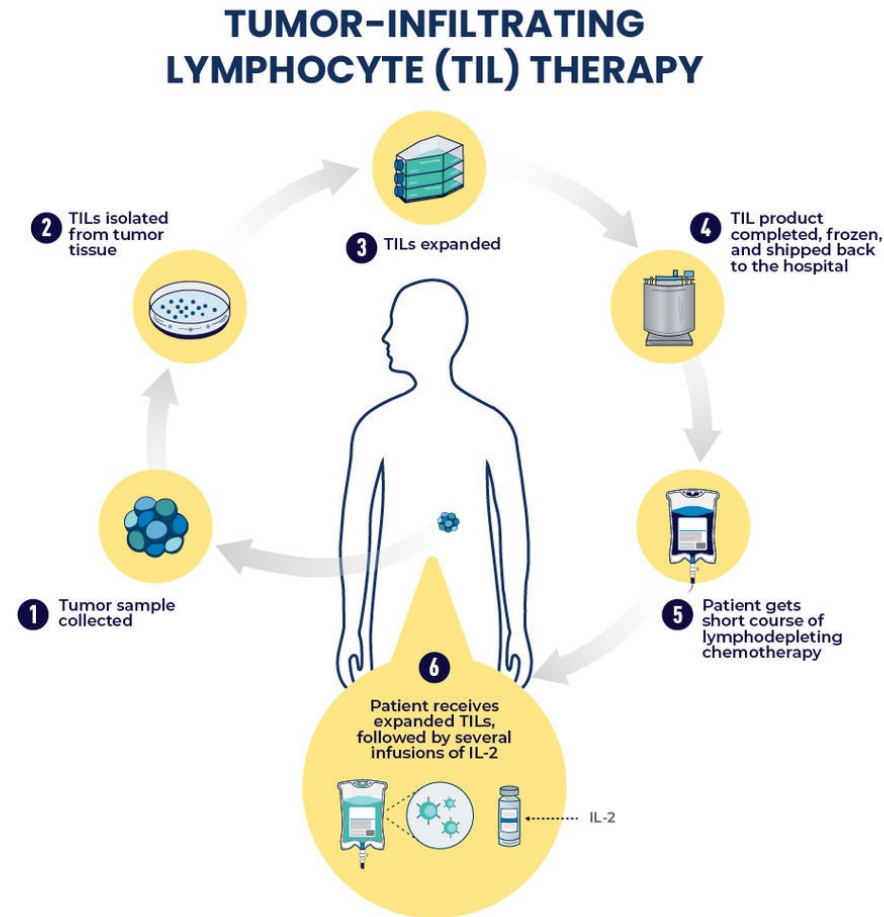 TUMOR-INFILTRATING
LYMPHOCYTE (TIL) THERAPY
1
Tumor sample
collected
2
TILs isolated
from tumor
tissue
3
TILs expanded
4
TIL product
completed, frozen,
and shipped back
to the hospital
5
Patient gets
short course of
lymphodepleting
chemotherapy
6
Patient receives
expanded TILs,
followed by several
infusions of IL-2
IL-2